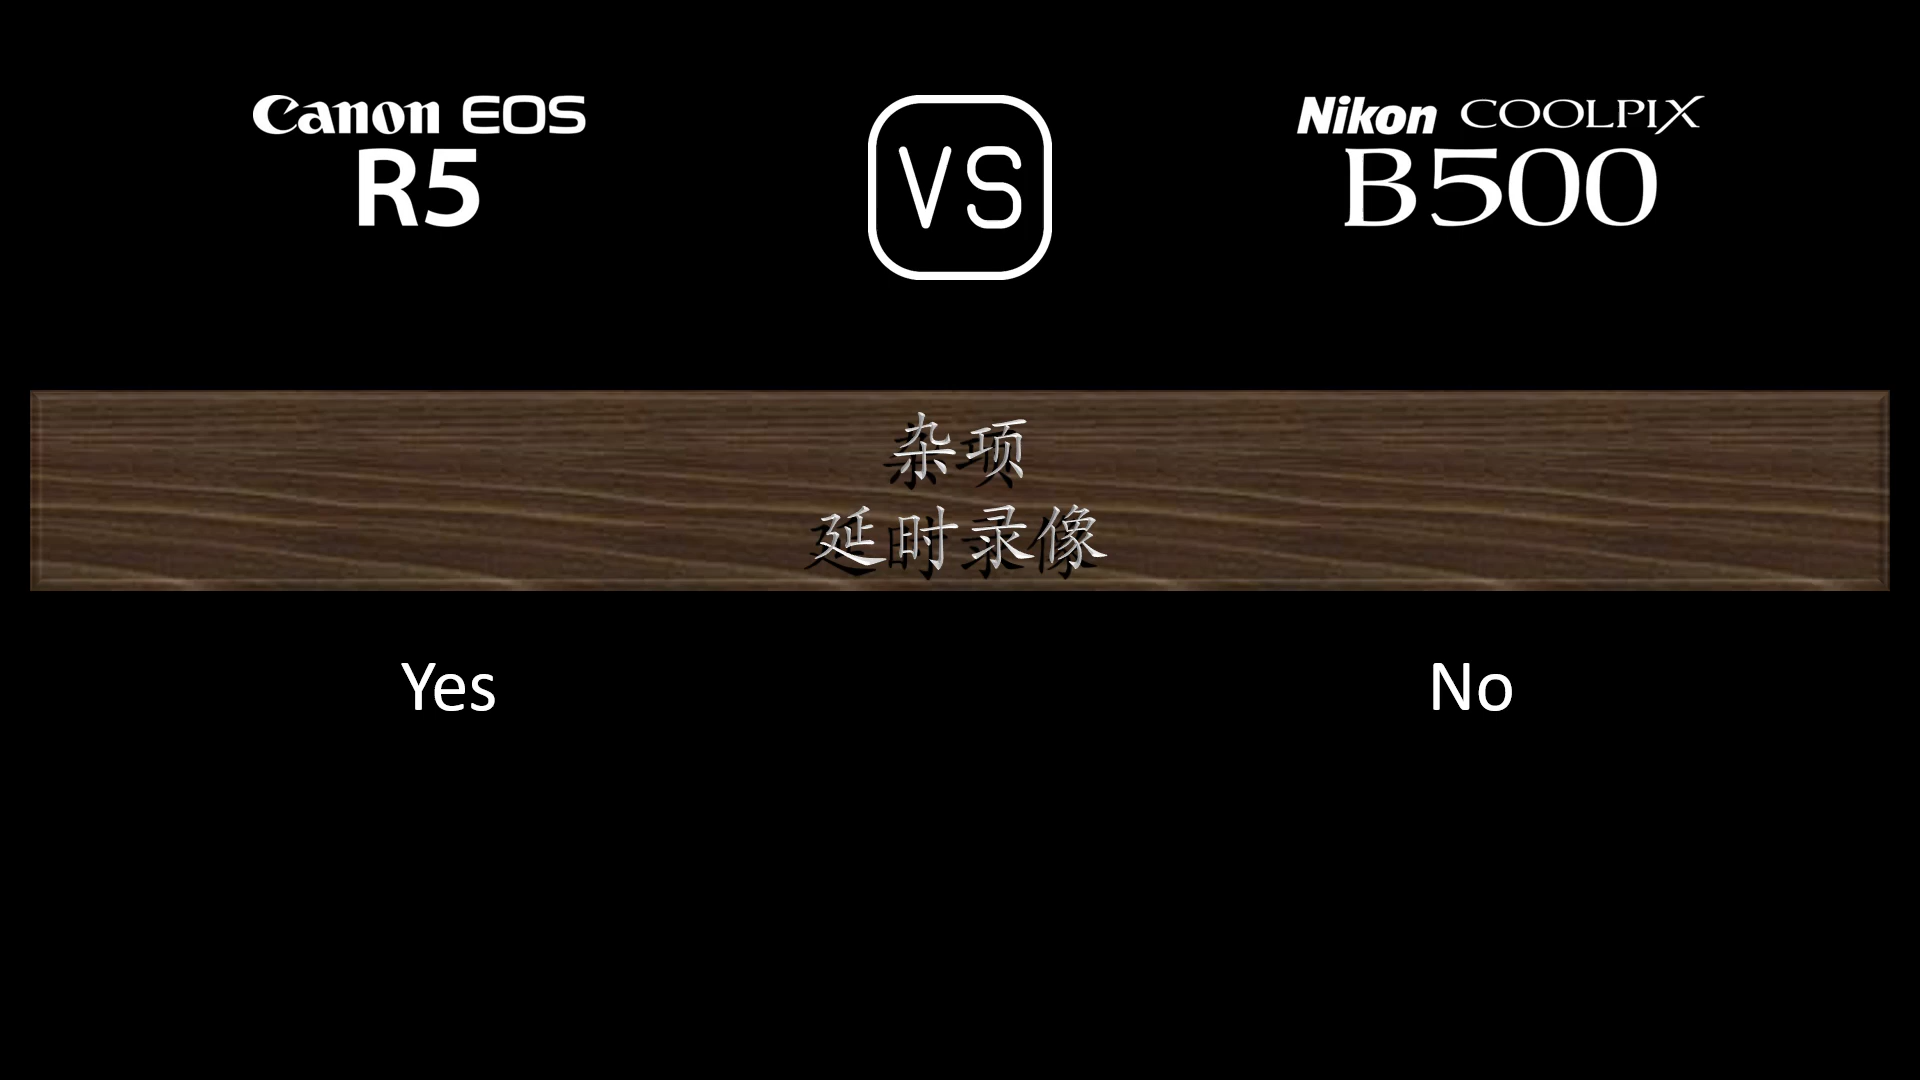 Canon EOS
R5
VS
Nikon COOLPIX
B500
杂项
延时录像
Yes
No